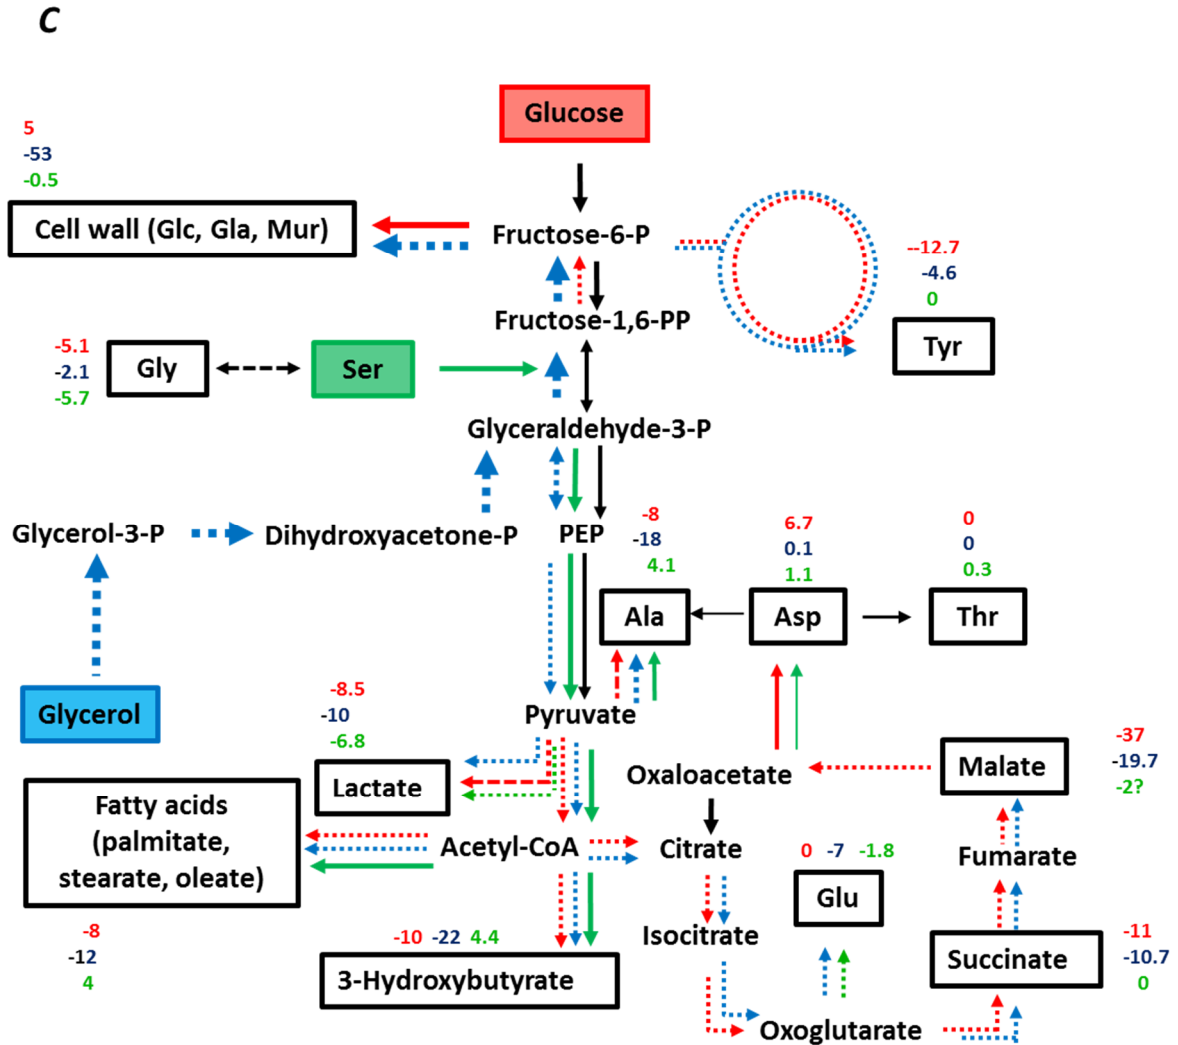 C
Glucose
5
-53
-0.5
Cell wall (Glc, Gla, Mur)
Fructose-6-P
--12.7
-4.6
0
Fructose-1,6-PP
Tyr
-5.1
-2.1
-5.7
Gly
Ser
Glyceraldehyde-3-P
Glycerol-3-P
Dihydroxyacetone-P
PEP
-8
-18
4.1
6.7
0.1
1.1
0
0
0.3
Ala
Asp
Thr
Glycerol
Pyruvate
-8.5
-10
-6.8
Lactate
Oxaloacetate
Malate
-37
-19.7
-2?
Fatty acids
(palmitate,
stearate, oleate)
Acetyl-CoA
Citrate
0 -7 -1.8
Fumarate
Glu
-8
-12
4
-10 -22 4.4
Isocitrate
3-Hydroxybutyrate
Succinate
-11
-10.7
0
Oxoglutarate